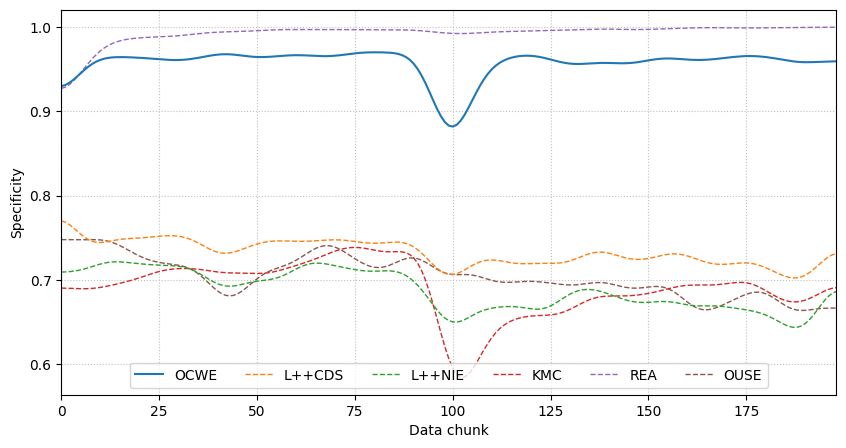 1.0
0.9
0.8
0.7
0.6
Specificity
OCWE L++CDS L++NIE KMC REA OUSE
0 25 50 75 100 125 150 175
Data chunk